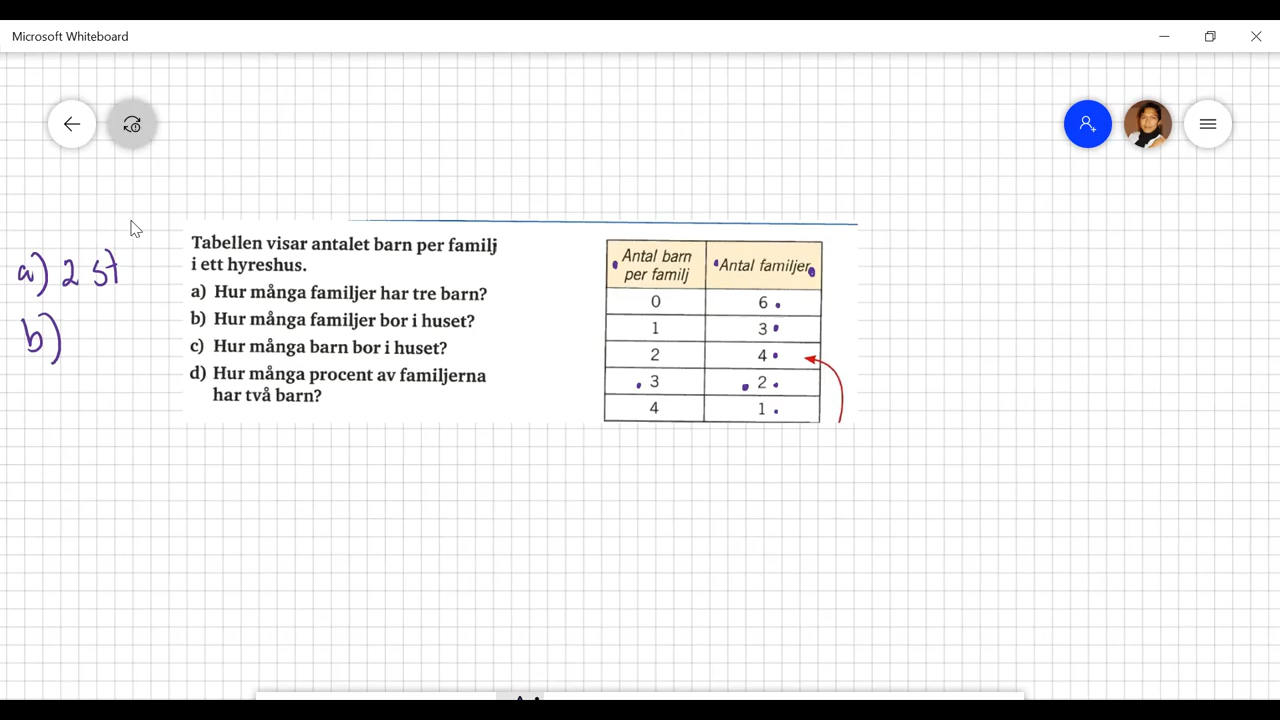 Microsoft Whiteboard
a) 2 st
b)
Tabellen visar antalet barn per familj
i ett hyreshus.
a) Hur många familjer har tre barn?
b) Hur många familjer bor i huset?
c) Hur många barn bor i huset?
d) Hur många procent av familjerna
har två barn?
Antal barn
per familj
Antal familjer
0 6
1 3
2 4
3 2
4 1